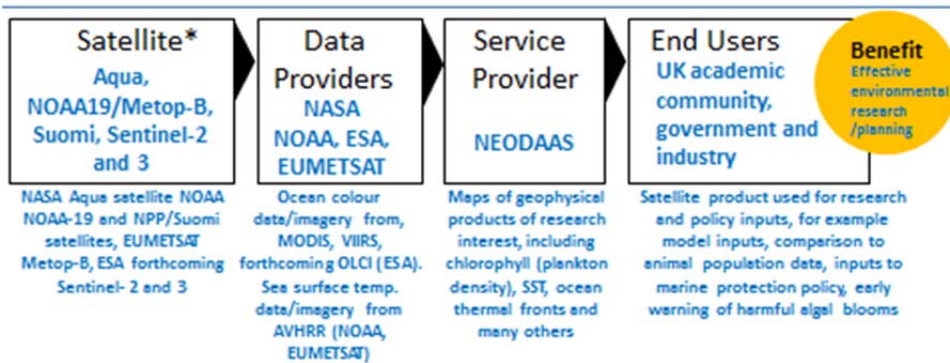 Satellite*
Aqua,
NOAA19/Metop-B,
Suomi, Sentinel-2
and 3
Data
Providers
NASA
NOAA, ESA,
EUMETSAT
Service
Provider
NEODAAS
End Users
UK academic
community,
government and
industry
Benefit
Effective
environmental
research
/planning
NASA Aqua satellite NOAA
NOAA-19 and NPP/Suomi
satellites, EUMETSAT
Metop-B, ESA forthcoming
Sentinel- 2 and 3
Ocean colour
data/imagery from,
MODIS, VIIRS,
forthcoming OLCI (ESA).
Sea surface temp.
data/imagery from
AVHRR (NOAA,
EUMETSAT)
Maps of geophysical
products of research
interest, including
chlorophyll (plankton
density), SST, ocean
thermal fronts and
many others
Satellite product used for research
and policy inputs, for example
model inputs, comparison to
animal population data, inputs to
marine protection policy, early
warning of harmful algal blooms